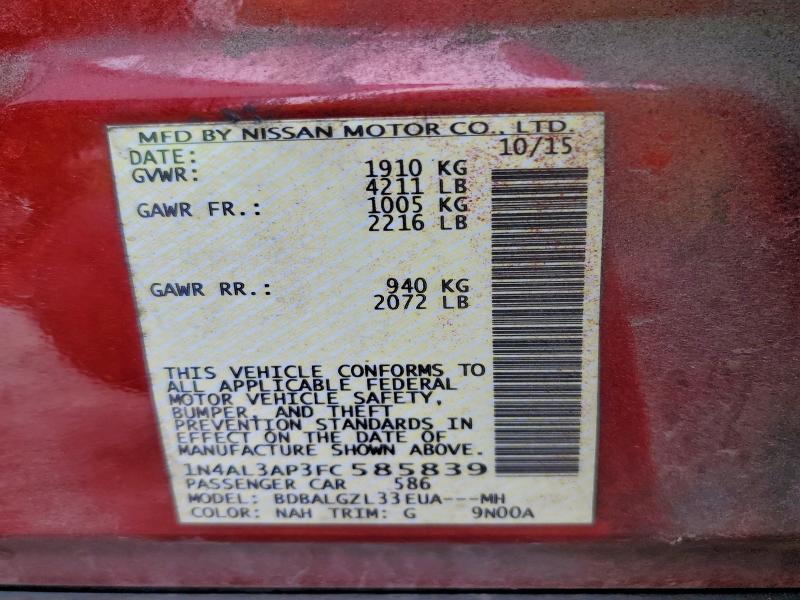 MFD BY NISSAN MOTOR CO., LTD.
DATE: 10/15
GVWR: 1910 KG
4211 LB
GAWR FR.: 1005 KG
2216 LB
GAWR RR.: 940 KG
2072 LB
THIS VEHICLE CONFORMS TO
ALL APPLICABLE FEDERAL
MOTOR VEHICLE SAFETY,
BUMPER, AND THEFT
PREVENTION STANDARDS IN
EFFECT ON THE DATE OF
MANUFACTURE SHOWN ABOVE.
1N4AL3AP3FC585839
PASSENGER CAR 586
MODEL: BDBALGZL33EUA---MH
COLOR: NAH TRIM: G 9N00A